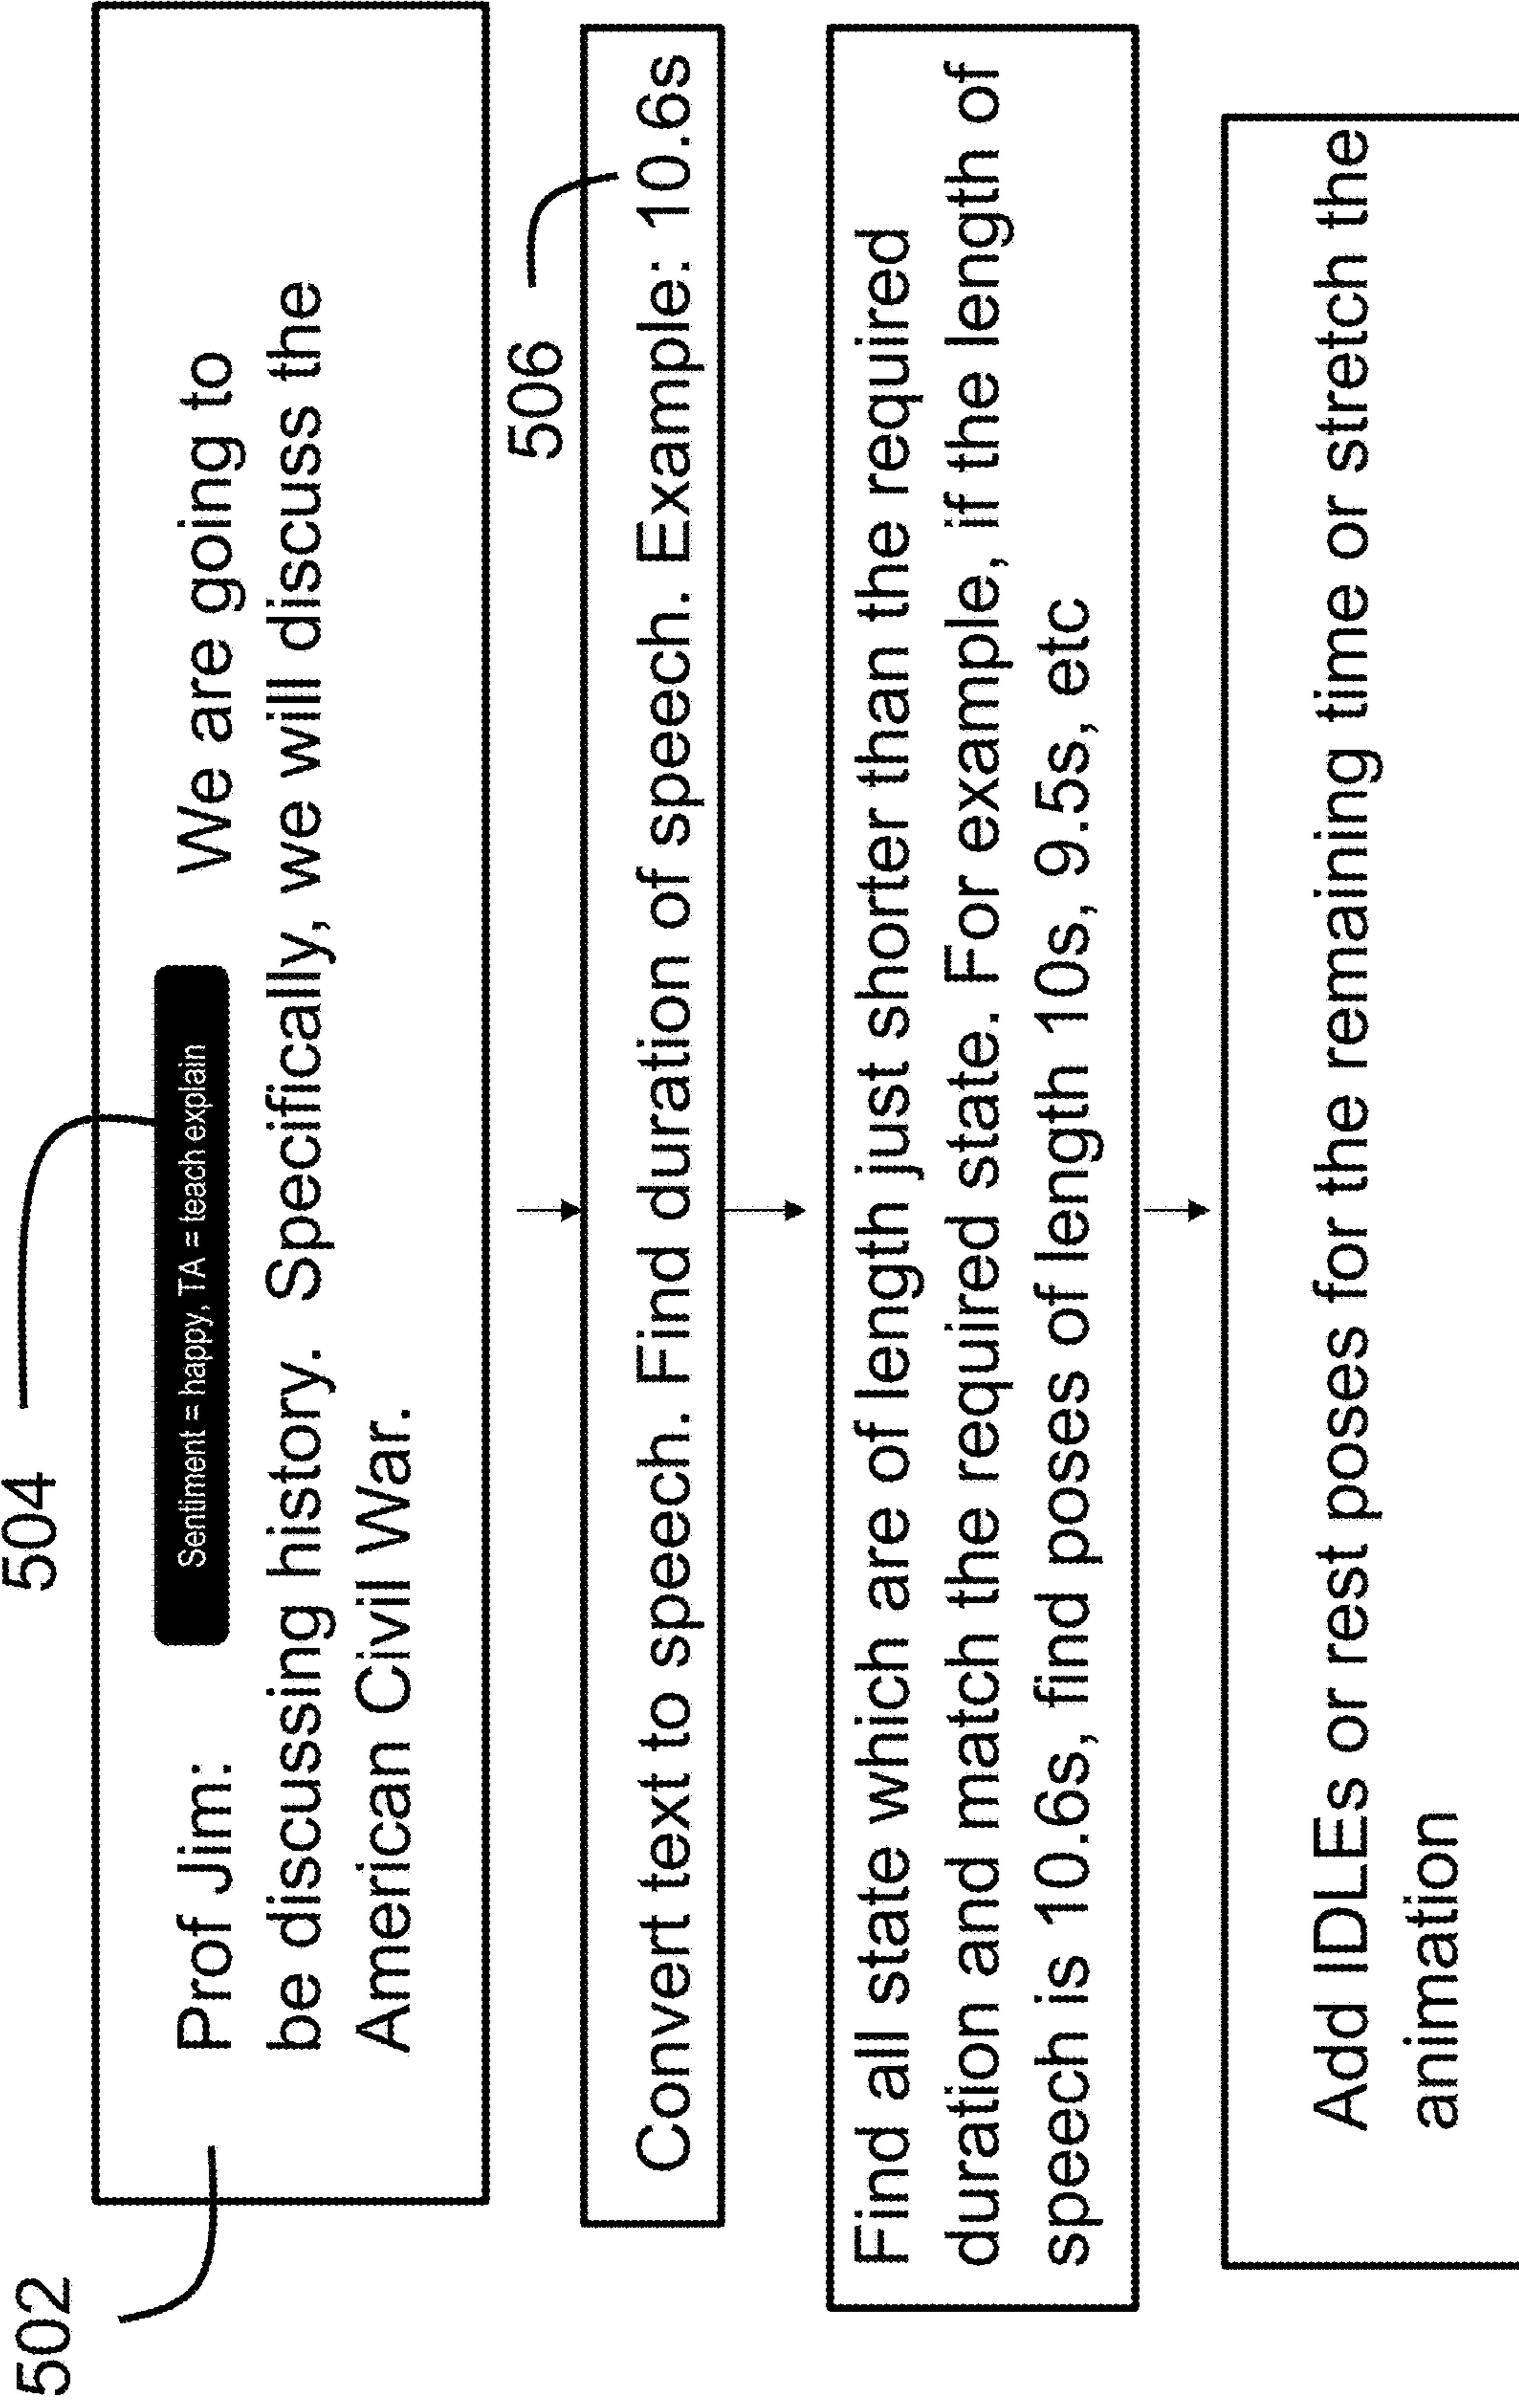 504
502
Prof Jim: Sentiment = happy, TA = teach explain We are going to
be discussing history. Specifically, we will discuss the
American Civil War.
506
Convert text to speech. Find duration of speech. Example: 10.6s
Find all state which are of length just shorter than the required
duration and match the required state. For example, if the length of
speech is 10.6s, find poses of length 10s, 9.5s, etc
Add IDLEs or rest poses for the remaining time or stretch the
animation